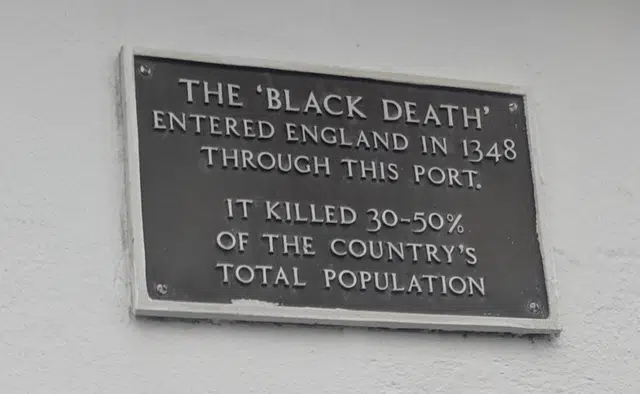 THE ‘BLACK DEATH’
ENTERED ENGLAND IN 1348
THROUGH THIS PORT.
IT KILLED 30-50%
OF THE COUNTRY’S
TOTAL POPULATION